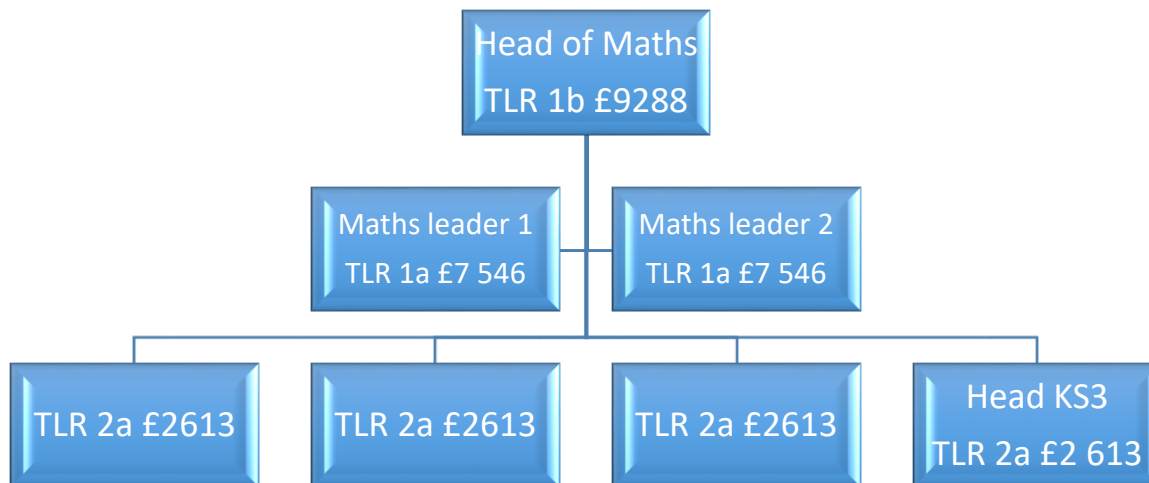 Head of Maths
TLR 1b £9288
Maths leader 1
TLR 1a £7 546
Maths leader 2
TLR 1a £7 546
TLR 2a £2613
TLR 2a £2613
TLR 2a £2613
Head KS3
TLR 2a £2 613